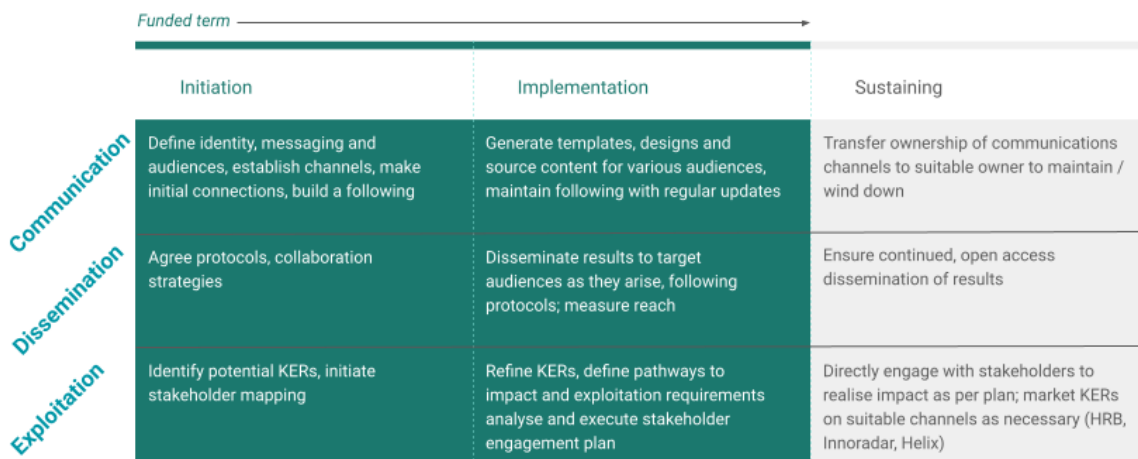 Funded term
Initiation
Implementation
Sustaining
Communication
Define identity, messaging and
audiences, establish channels, make
initial connections, build a following
Generate templates, designs and
source content for various audiences,
maintain following with regular updates
Transfer ownership of communications
channels to suitable owner to maintain /
wind down
Dissemination
Agree protocols, collaboration
strategies
Disseminate results to target
audiences as they arise, following
protocols; measure reach
Ensure continued, open access
dissemination of results
Exploitation
Identify potential KERs, initiate
stakeholder mapping
Refine KERs, define pathways to
impact and exploitation requirements
analyse and execute stakeholder
engagement plan
Directly engage with stakeholders to
realise impact as per plan; market KERs
on suitable channels as necessary (HRB,
Innoradar, Helix)